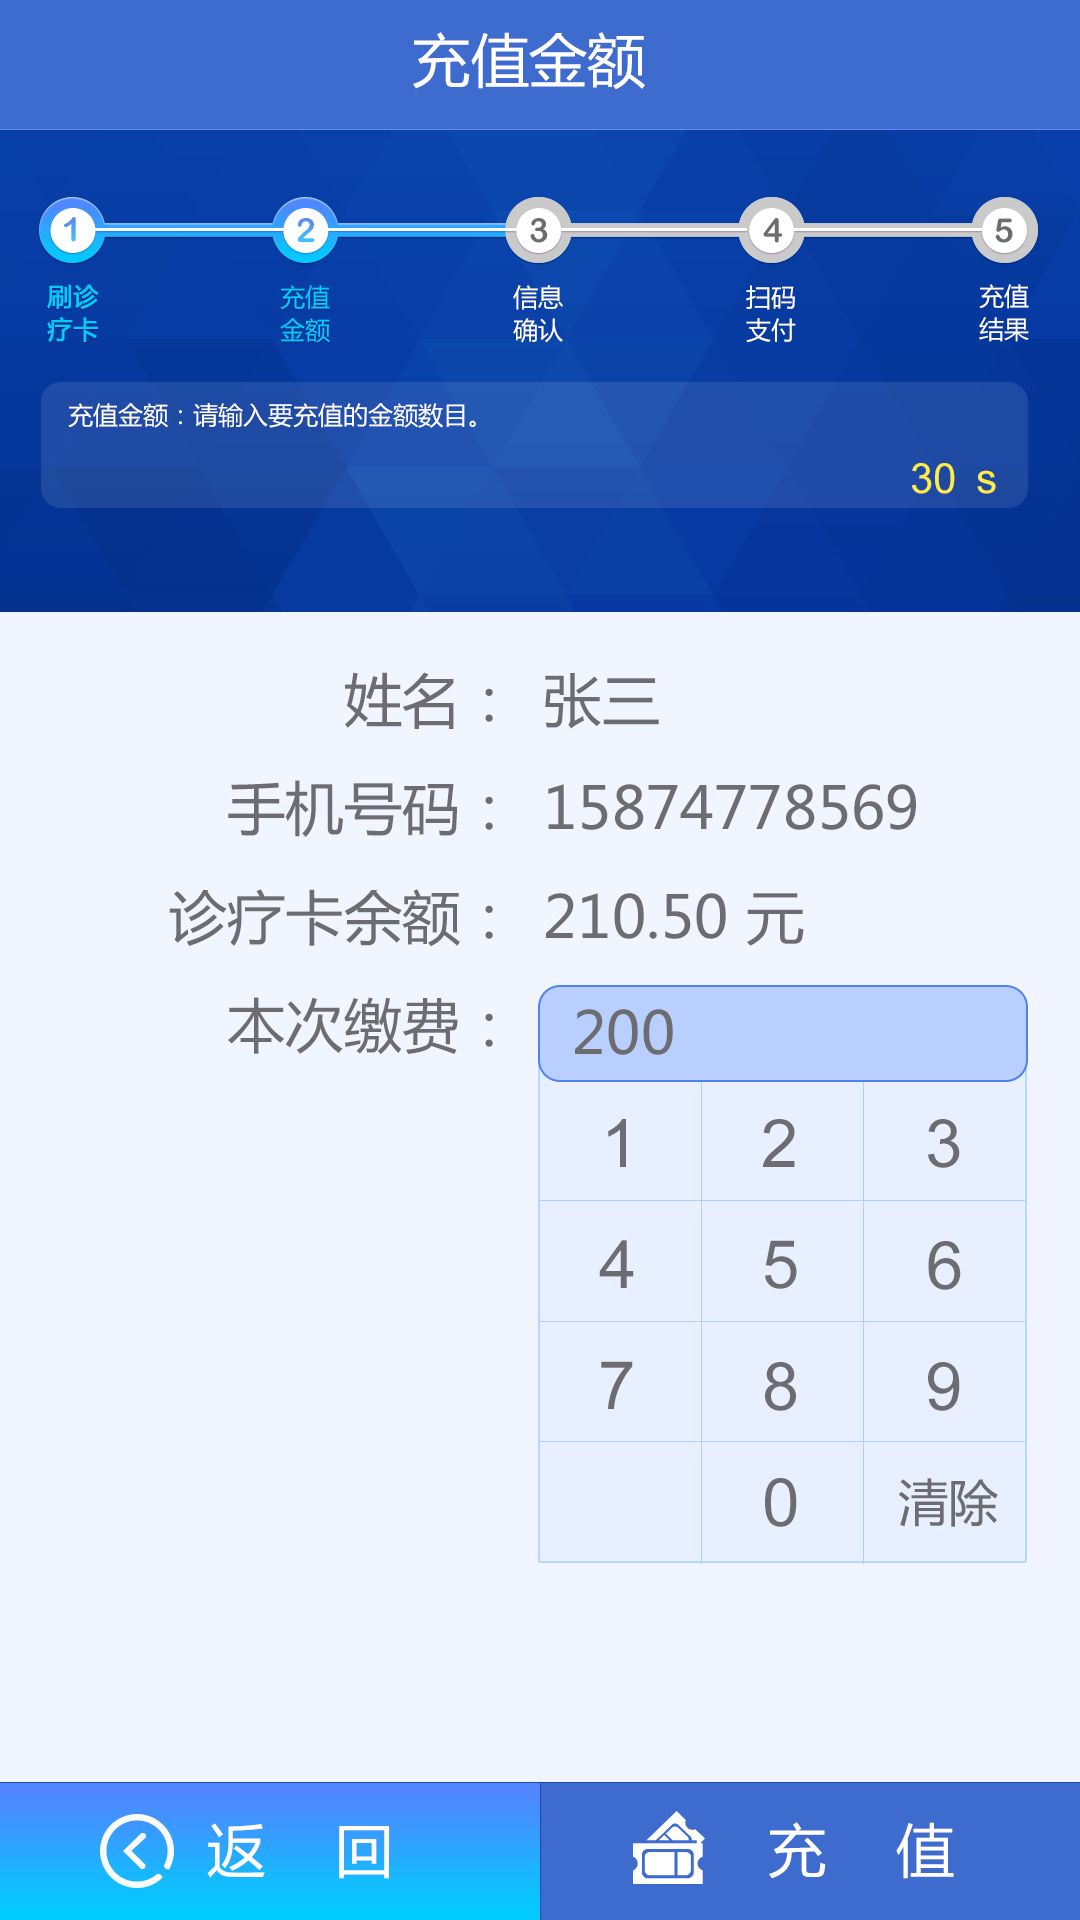 充值金额
1 2 3 4 5
刷诊 充值 信息 扫码 充值
疗卡 金额 确认 支付 结果
充值金额：请输入要充值的金额数目。
30 s
姓名： 张三
手机号码： 15874778569
诊疗卡余额： 210.50 元
本次缴费： 200
1 2 3
4 5 6
7 8 9
0 清除
返 回 充 值